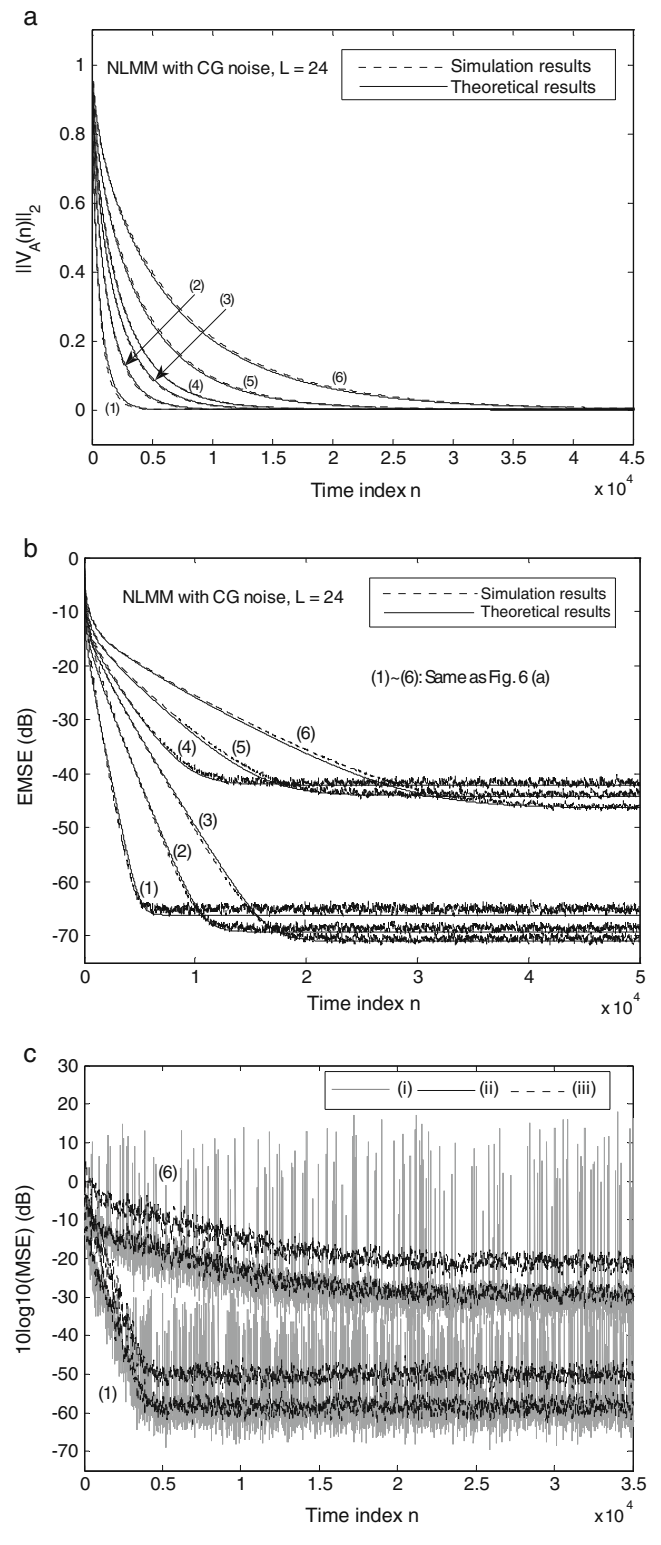 a
NLMM with CG noise, L = 24
Simulation results
Theoretical results
||V_A(n)||_2
1
0.8
0.6
0.4
0.2
0
(1)
(2)
(3)
(4)
(5)
(6)
0 0.5 1 1.5 2 2.5 3 3.5 4 4.5
Time index n
x 10^4
b
NLMM with CG noise, L = 24
Simulation results
Theoretical results
(1)~(6): Same as Fig. 6 (a)
EMSE (dB)
0
-10
-20
-30
-40
-50
-60
-70
(6)
(5)
(4)
(3)
(2)
(1)
0 1 2 3 4 5
Time index n
x 10^4
c
(i) (ii) (iii)
10log10(MSE) (dB)
30
20
10
0
-10
-20
-30
-40
-50
-60
-70
(6)
(1)
0 0.5 1 1.5 2 2.5 3 3.5
Time index n
x10^4